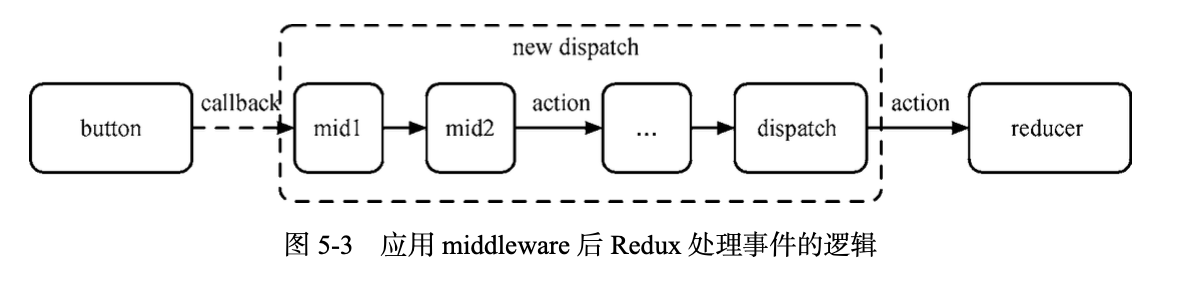 new dispatch
button
callback
mid1
mid2
action
...
dispatch
action
reducer
图 5-3 应用 middleware 后 Redux 处理事件的逻辑